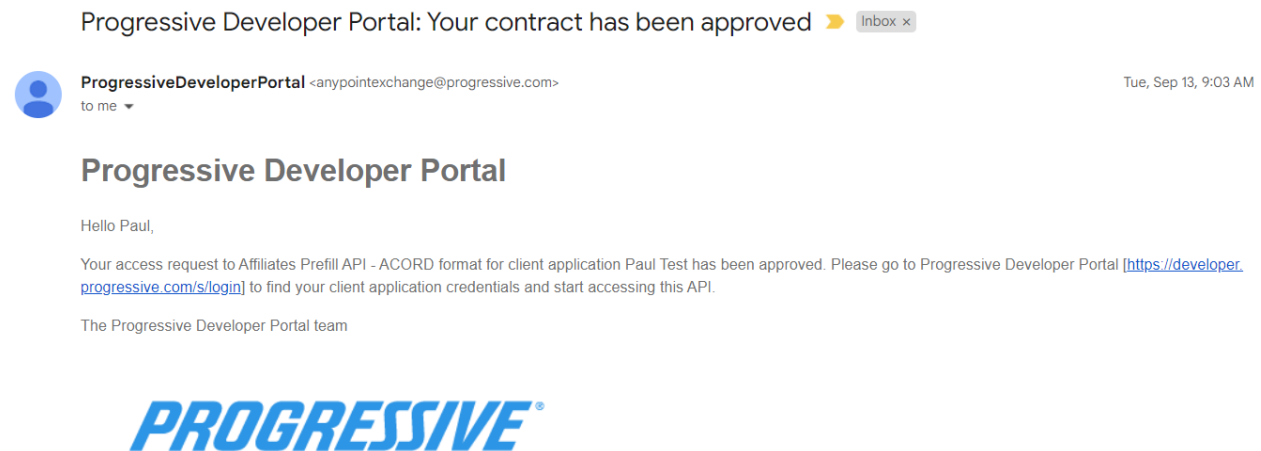 Progressive Developer Portal: Your contract has been approved Inbox ×
ProgressiveDeveloperPortal <anypointexchange@progressive.com> Tue, Sep 13, 9:03 AM
to me
Progressive Developer Portal
Hello Paul,
Your access request to Affiliates Prefill API - ACORD format for client application Paul Test has been approved. Please go to Progressive Developer Portal [https://developer.
progressive.com/s/login] to find your client application credentials and start accessing this API.
The Progressive Developer Portal team
PROGRESSIVE®